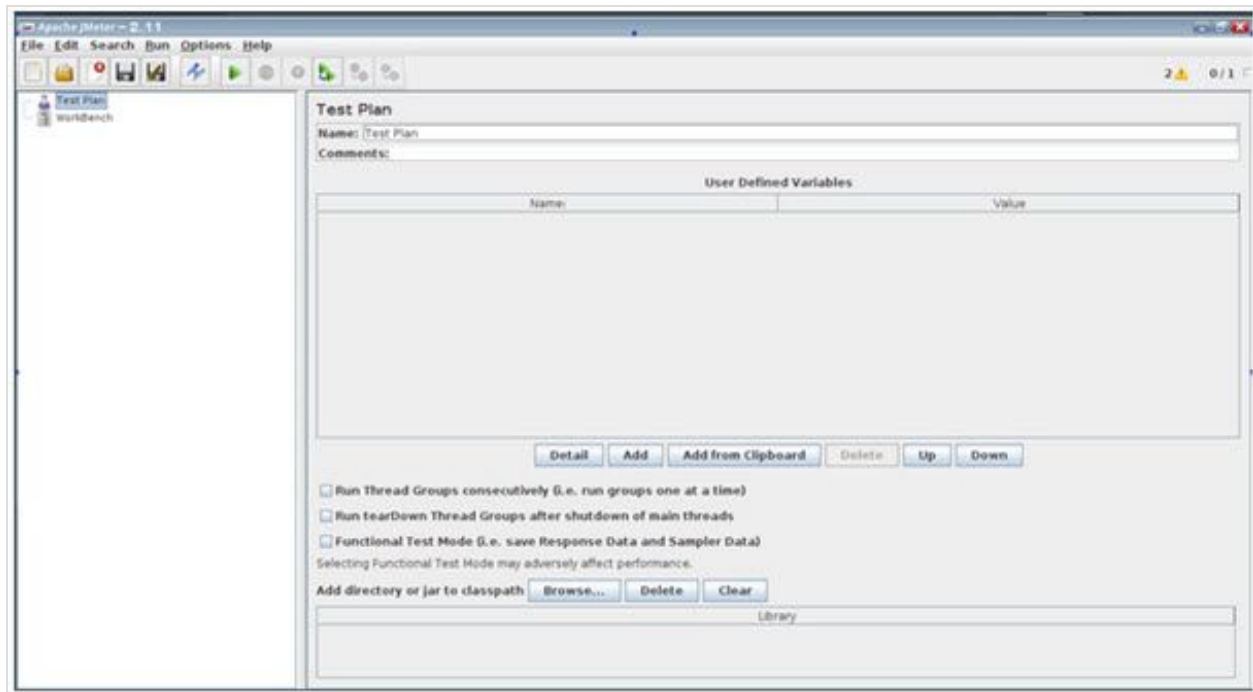 Apache JMeter - 2.11
File Edit Search Run Options Help
2 0/1
Test Plan
WorkBench
Test Plan
Name: Test Plan
Comments:
User Defined Variables
Name: Value
Detail Add Add from Clipboard Delete Up Down
Run Thread Groups consecutively (i.e. run groups one at a time)
Run tearDown Thread Groups after shutdown of main threads
Functional Test Mode (i.e. save Response Data and Sampler Data)
Selecting Functional Test Mode may adversely affect performance.
Add directory or jar to classpath Browse... Delete Clear
Library